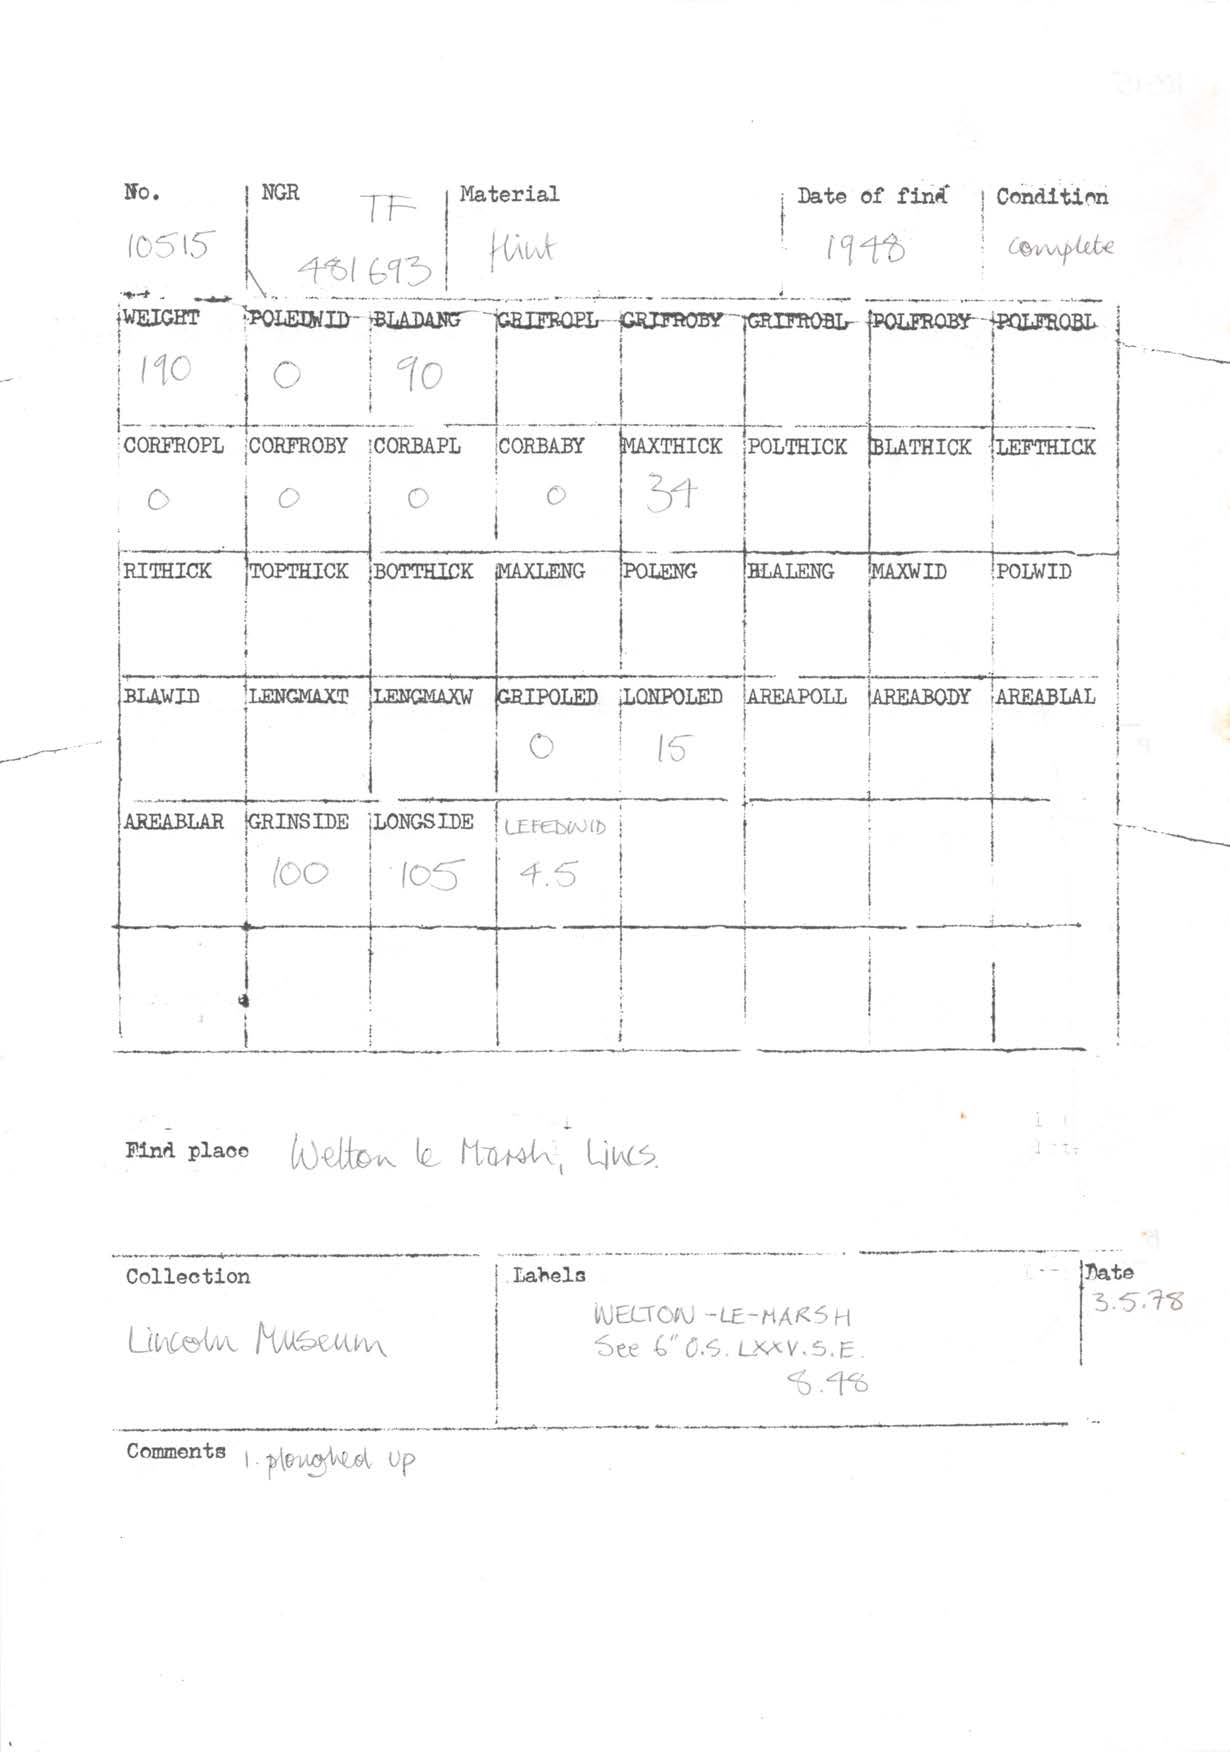 No. NGR TF Material Date of find Condition
10515 481693 flint 1948 complete
WEIGHT POLEDWID BLADANG GRIFROPL GRIFROBY GRIFROBL POLFROBY POLFROBL
190 0 90
CORFROPL CORFROBY CORBAPL CORBABY MAXTHICK POLTHICK BLATHICK LEFTHICK
0 0 0 0 34
RITHICK TOPTHICK BOTTHICK MAXLENG POLENG BLALENG MAXWID POLWID
BLAWID LENGMAXT LENGMAXW GRIPOLED LONPOLED AREAPOLL AREABODY AREABLAL
0 15
AREABLAR GRINSIDE LONGSIDE LEFEDWID
100 105 4.5
Find place Welton le Marsh, Lincs.
Collection Labels Date
3.5.78
Lincoln Museum WELTON-LE-MARSH
See 6" O.S. LXXV.S.E.
8.48
Comments 1. ploughed up